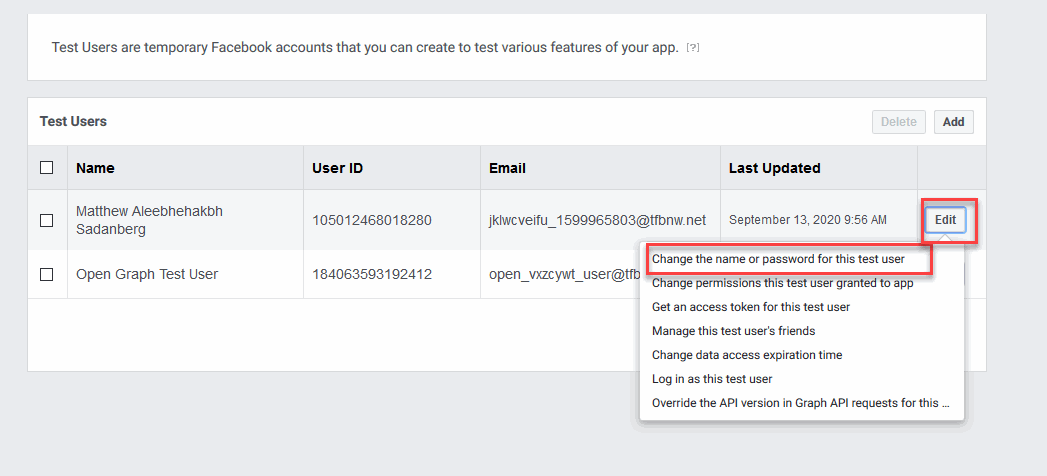 Test Users are temporary Facebook accounts that you can create to test various features of your app. [?]
Test Users
Delete
Add
Name
User ID
Email
Last Updated
Matthew Aleebhehakbh
Sadanberg
105012468018280
jklwcveifu_1599965803@tfbnw.net
September 13, 2020 9:56 AM
Edit
Open Graph Test User
184063593192412
open_vxzcywt_user@tfb
Change the name or password for this test user
Change permissions this test user granted to app
Get an access token for this test user
Manage this test user's friends
Change data access expiration time
Log in as this test user
Override the API version in Graph API requests for this ...